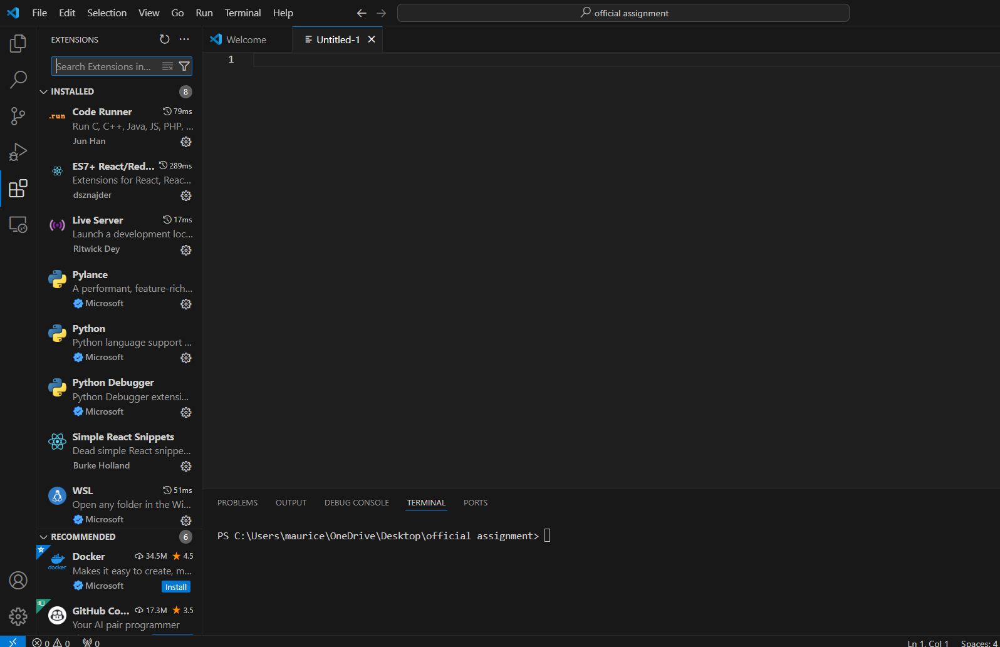 File Edit Selection View Go Run Terminal Help
official assignment
EXTENSIONS
Welcome
Untitled-1
Search Extensions in...
1
INSTALLED 8
.run
Code Runner 79ms
Run C, C++, Java, JS, PHP, ...
Jun Han
ES7+ React/Red... 289ms
Extensions for React, Reac...
dsznajder
Live Server 17ms
Launch a development loc...
Ritwick Dey
Pylance
A performant, feature-rich...
Microsoft
Python
Python language support ...
Microsoft
Python Debugger
Python Debugger extensi...
Microsoft
Simple React Snippets
Dead simple React snippe...
Burke Holland
WSL 51ms
Open any folder in the Wi...
Microsoft
RECOMMENDED 6
docker
Docker 34.5M 4.5
Makes it easy to create, m...
Microsoft
Install
GitHub Co... 17.3M 3.5
Your AI pair programmer
PROBLEMS OUTPUT DEBUG CONSOLE TERMINAL PORTS
PS C:\Users\maurice\OneDrive\Desktop\official assignment>
0 0 0
Ln 1, Col 1 Spaces: 4